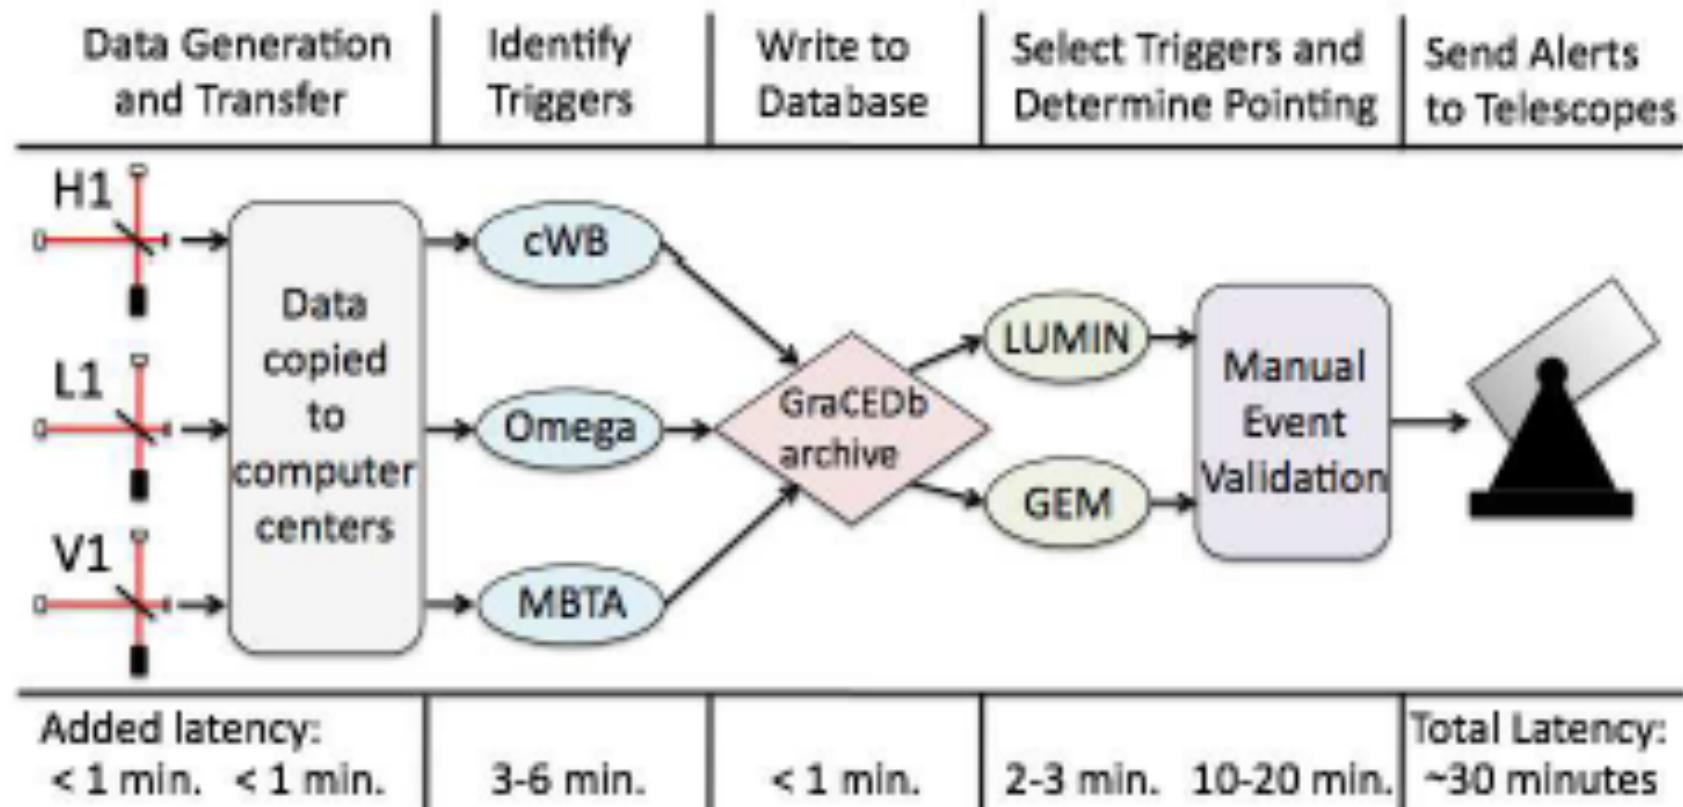 Data Generation
and Transfer
Identify
Triggers
Write to
Database
Select Triggers and
Determine Pointing
Send Alerts
to Telescopes
H1
L1
V1
Data
copied
to
computer
centers
cWB
Omega
MBTA
GraCEDb
archive
LUMIN
GEM
Manual
Event
Validation
Added latency:
< 1 min. < 1 min.
3-6 min.
< 1 min.
2-3 min. 10-20 min.
Total Latency:
~30 minutes